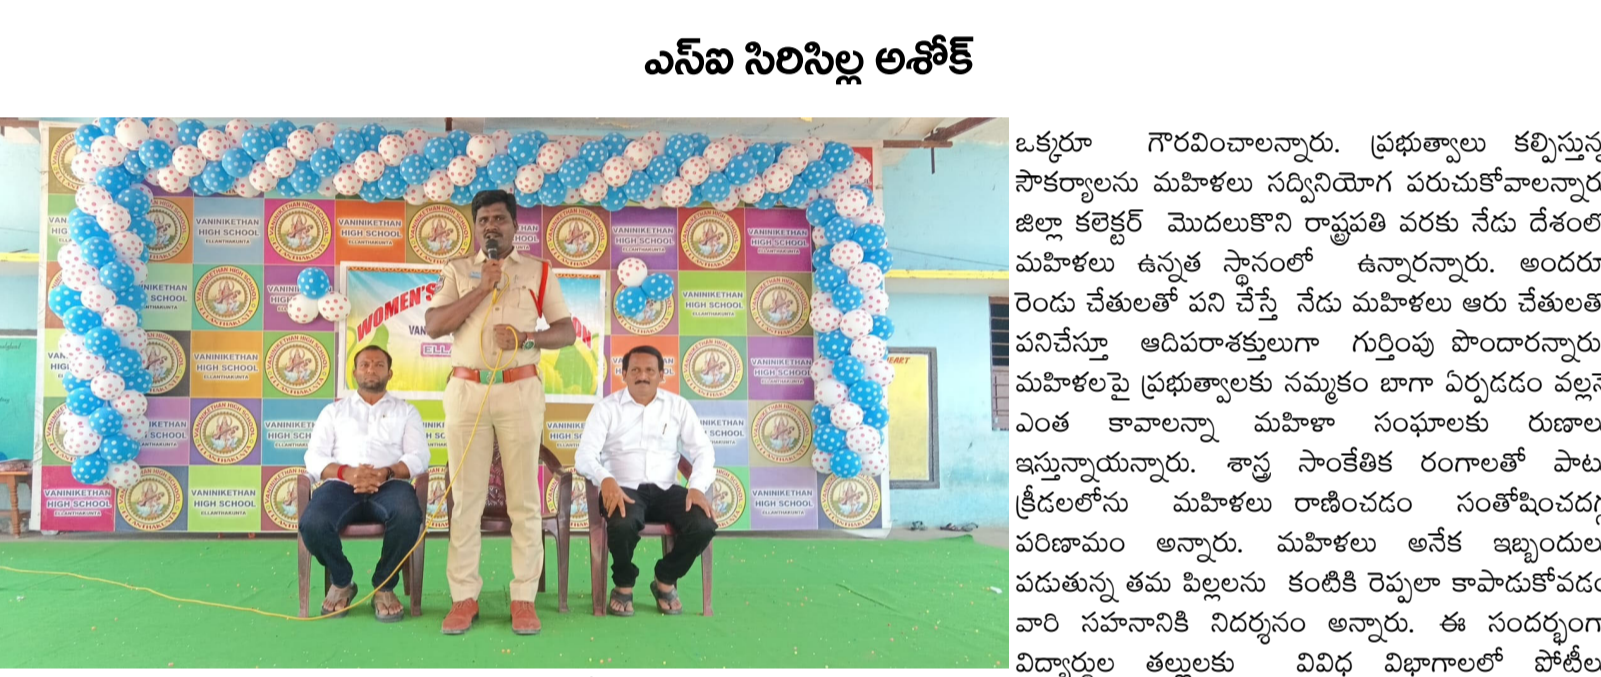 ఎస్ఐ సిరిసిల్ల అశోక్
VANINIKETHAN
HIGH SCHOOL
ELLANTHAKUNTA
WOMEN'S
ఒక్కరూ గౌరవించాలన్నారు. ప్రభుత్వాలు కల్పిస్తున్న
సౌకర్యాలను మహిళలు సద్వినియోగ పరుచుకోవాలన్నారు
జిల్లా కలెక్టర్ మొదలుకొని రాష్ట్రపతి వరకు నేడు దేశంలో
మహిళలు ఉన్నత స్థానంలో ఉన్నారన్నారు. అందరూ
రెండు చేతులతో పని చేస్తే నేడు మహిళలు ఆరు చేతులతో
పనిచేస్తూ ఆదిపరాశక్తులుగా గుర్తింపు పొందారన్నారు
మహిళలపై ప్రభుత్వాలకు నమ్మకం బాగా ఏర్పడడం వల్లనే
ఎంత కావాలన్నా మహిళా సంఘాలకు రుణాలు
ఇస్తున్నాయన్నారు. శాస్త్ర సాంకేతిక రంగాలతో పాటు
క్రీడలలోను మహిళలు రాణించడం సంతోషించదగ్గ
పరిణామం అన్నారు. మహిళలు అనేక ఇబ్బందులు
పడుతున్న తమ పిల్లలను కంటికి రెప్పలా కాపాడుకోవడం
వారి సహనానికి నిదర్శనం అన్నారు. ఈ సందర్భంగా
విద్యార్థుల తల్లులకు వివిధ విభాగాలలో పోటీలు